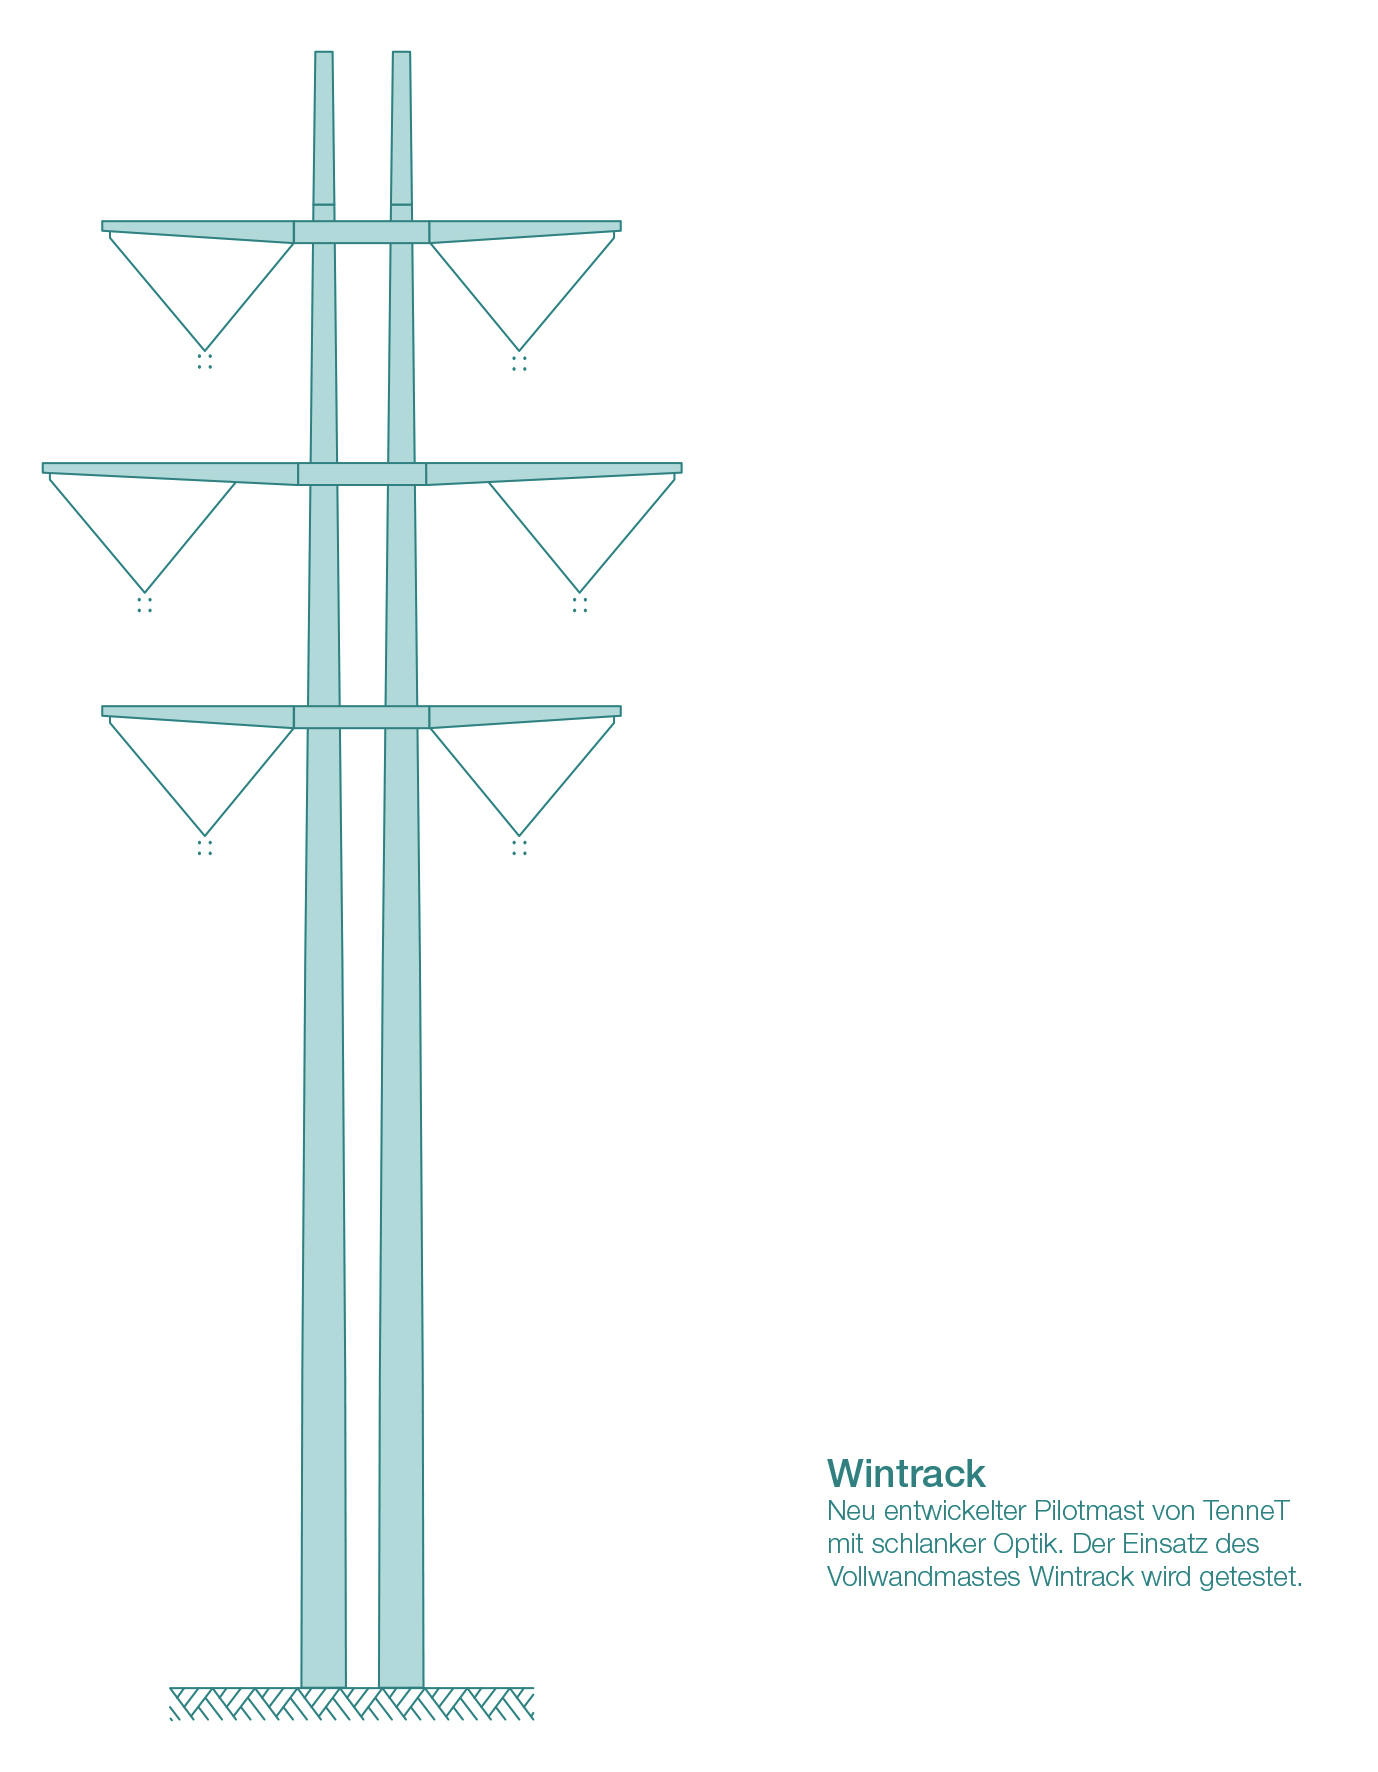 Wintrack
Neu entwickelter Pilotmast von TenneT
mit schlanker Optik. Der Einsatz des
Vollwandmastes Wintrack wird getestet.